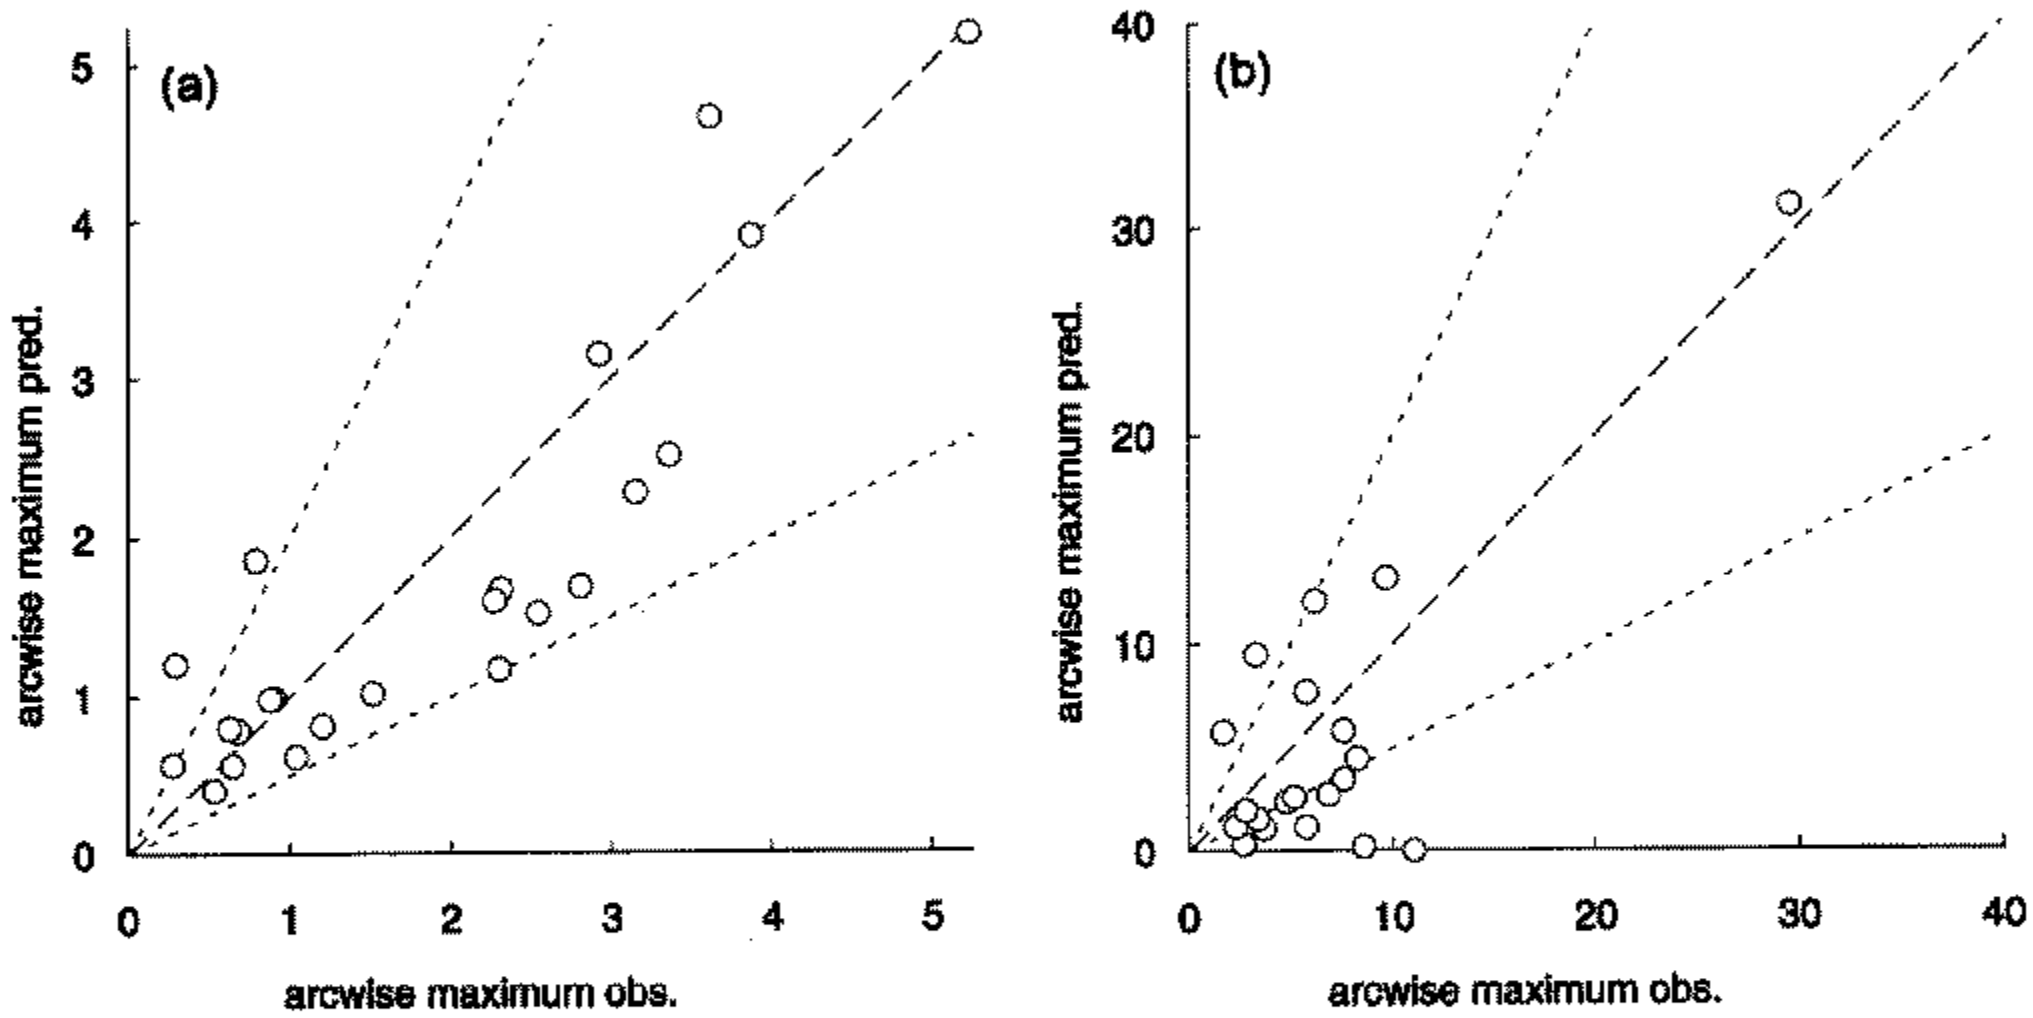 (a)
arcwise maximum pred.
5
4
3
2
1
0
0 1 2 3 4 5
arcwise maximum obs.
(b)
arcwise maximum pred.
40
30
20
10
0
0 10 20 30 40
arcwise maximum obs.